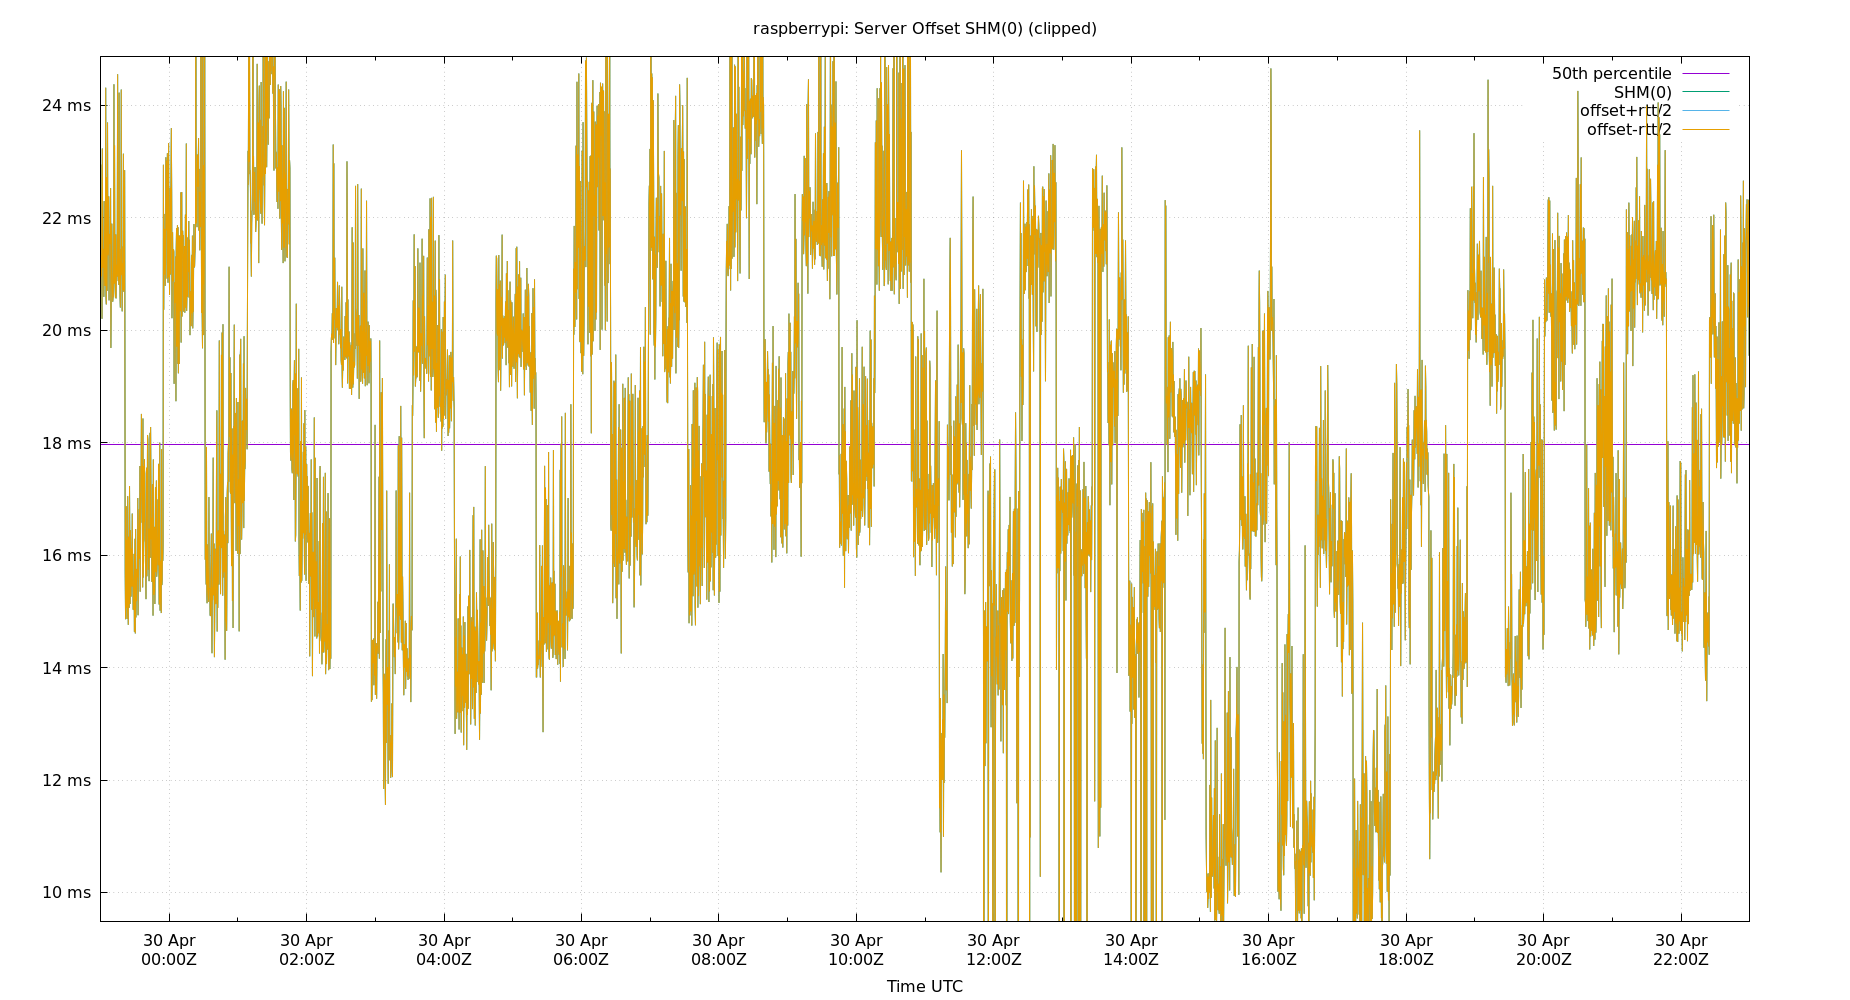 raspberrypi: Server Offset SHM(0) (clipped)
50th percentile
SHM(0)
offset+rtt/2
offset-rtt/2
24 ms
22 ms
20 ms
18 ms
16 ms
14 ms
12 ms
10 ms
30 Apr 30 Apr 30 Apr 30 Apr 30 Apr 30 Apr 30 Apr 30 Apr 30 Apr 30 Apr 30 Apr 30 Apr
00:00Z 02:00Z 04:00Z 06:00Z 08:00Z 10:00Z 12:00Z 14:00Z 16:00Z 18:00Z 20:00Z 22:00Z
Time UTC